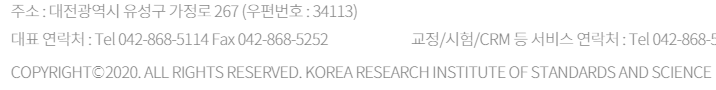 주소 : 대전광역시 유성구 가정로 267 (우편번호 : 34113)
대표 연락처 : Tel 042-868-5114 Fax 042-868-5252 교정/시험/CRM 등 서비스 연락처 : Tel 042-868-5
COPYRIGHT©2020. ALL RIGHTS RESERVED. KOREA RESEARCH INSTITUTE OF STANDARDS AND SCIENCE